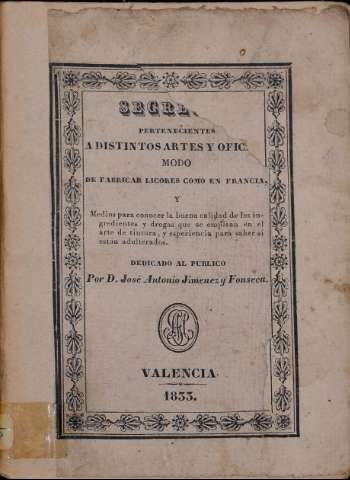 SECRE
PERTENECIENTES
A DISTINTOS ARTES Y OFIC
MODO
DE FABRICAR LICORES COMO EN FRANCIA,
Y
Medios para conocer la buena calidad de los in-
gredientes y drogas que se emplean en el
arte de tintura, y esperiencia para saber si
estan adulterados.
DEDICADO AL PUBLICO
Por D. José Antonio Jimenez y Fonseca.
VALENCIA
1833.